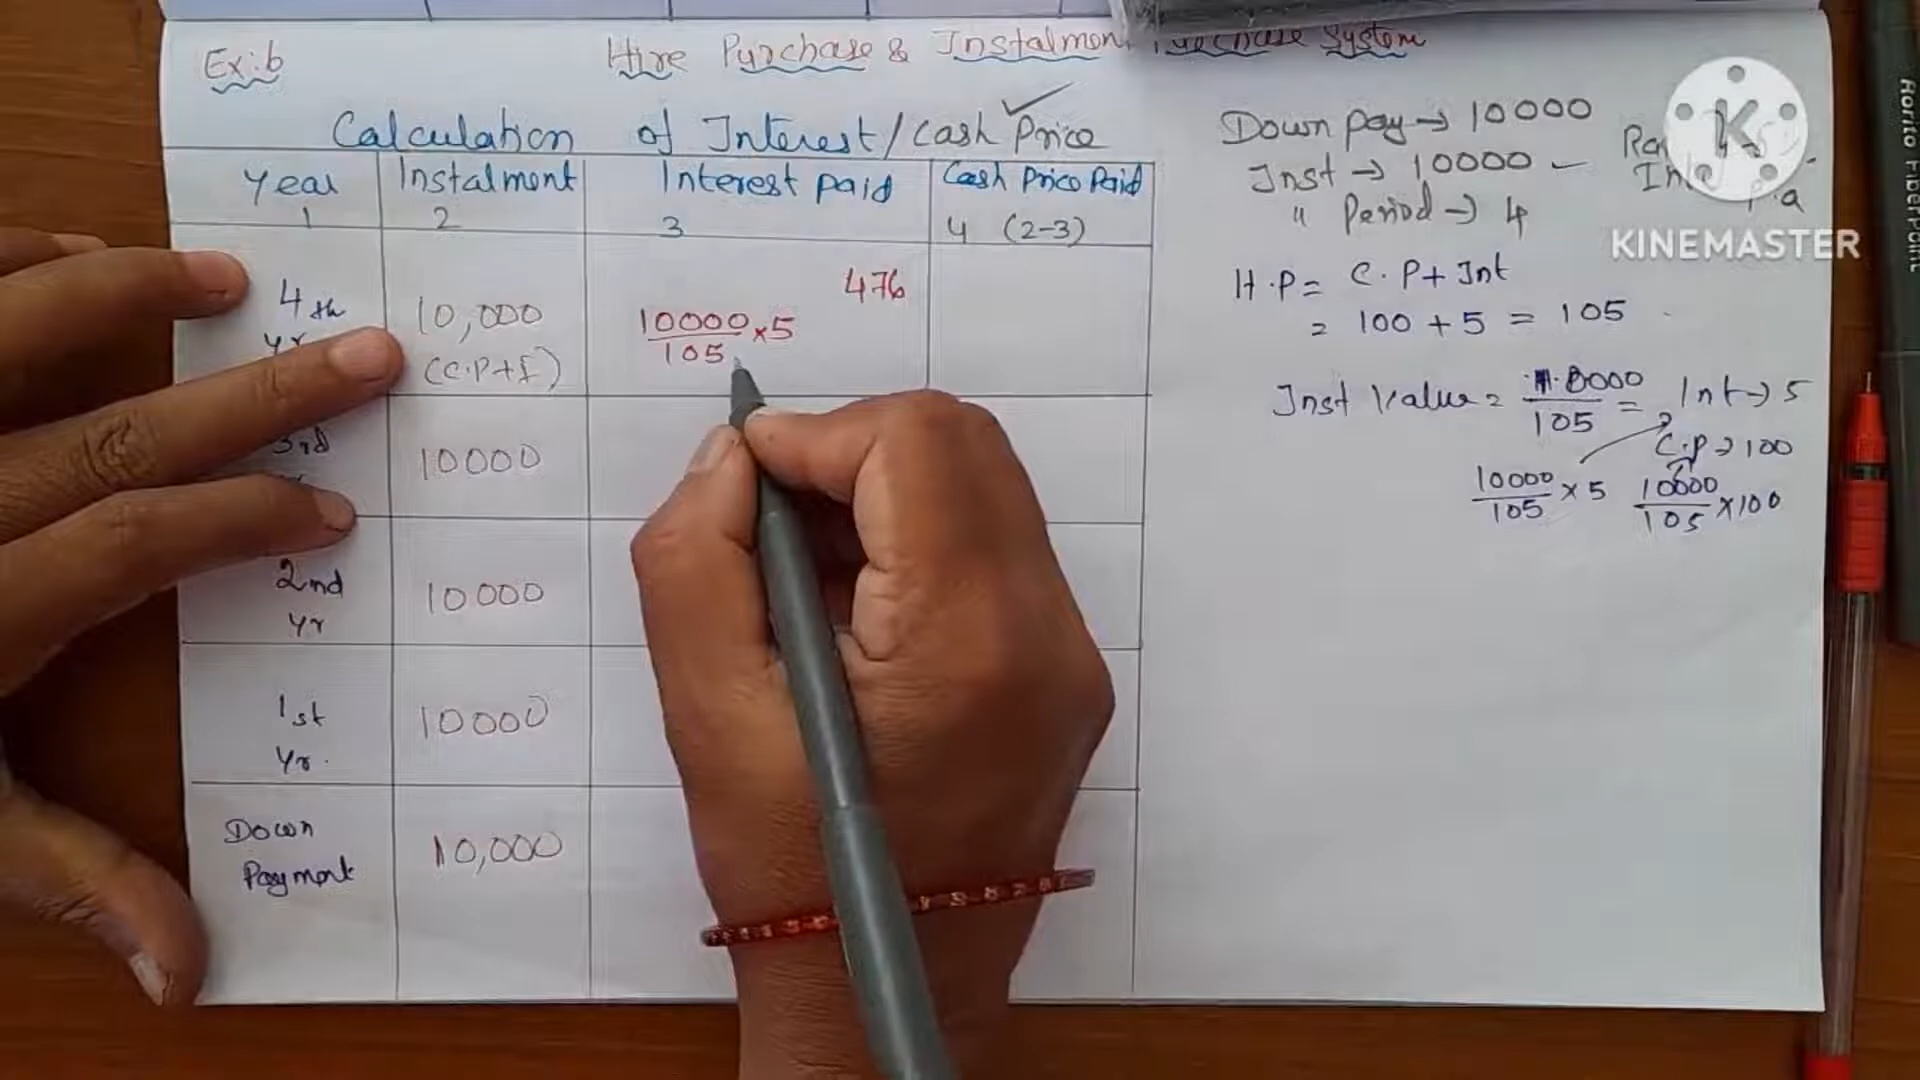 Ex:6
Hire Purchase & Instalment Purchase System
Calculation of Interest/Cash Price
Year Instalment Interest paid Cash Price Paid
1 2 3 4 (2-3)
4th 10,000 10000/105 × 5 476
yr (C.P+I)
3rd 10000
2nd 10000
yr
1st 10000
yr.
Down 10,000
Payment
Down pay → 10000
Inst → 10000 –
" Period → 4
p.a
H.P = C.P + Int
= 100 + 5 = 105
Inst Value = 10000/105 = Int → 5
C.P → 100
10000/105 × 5 10000/105 × 100
K
KINEMASTER